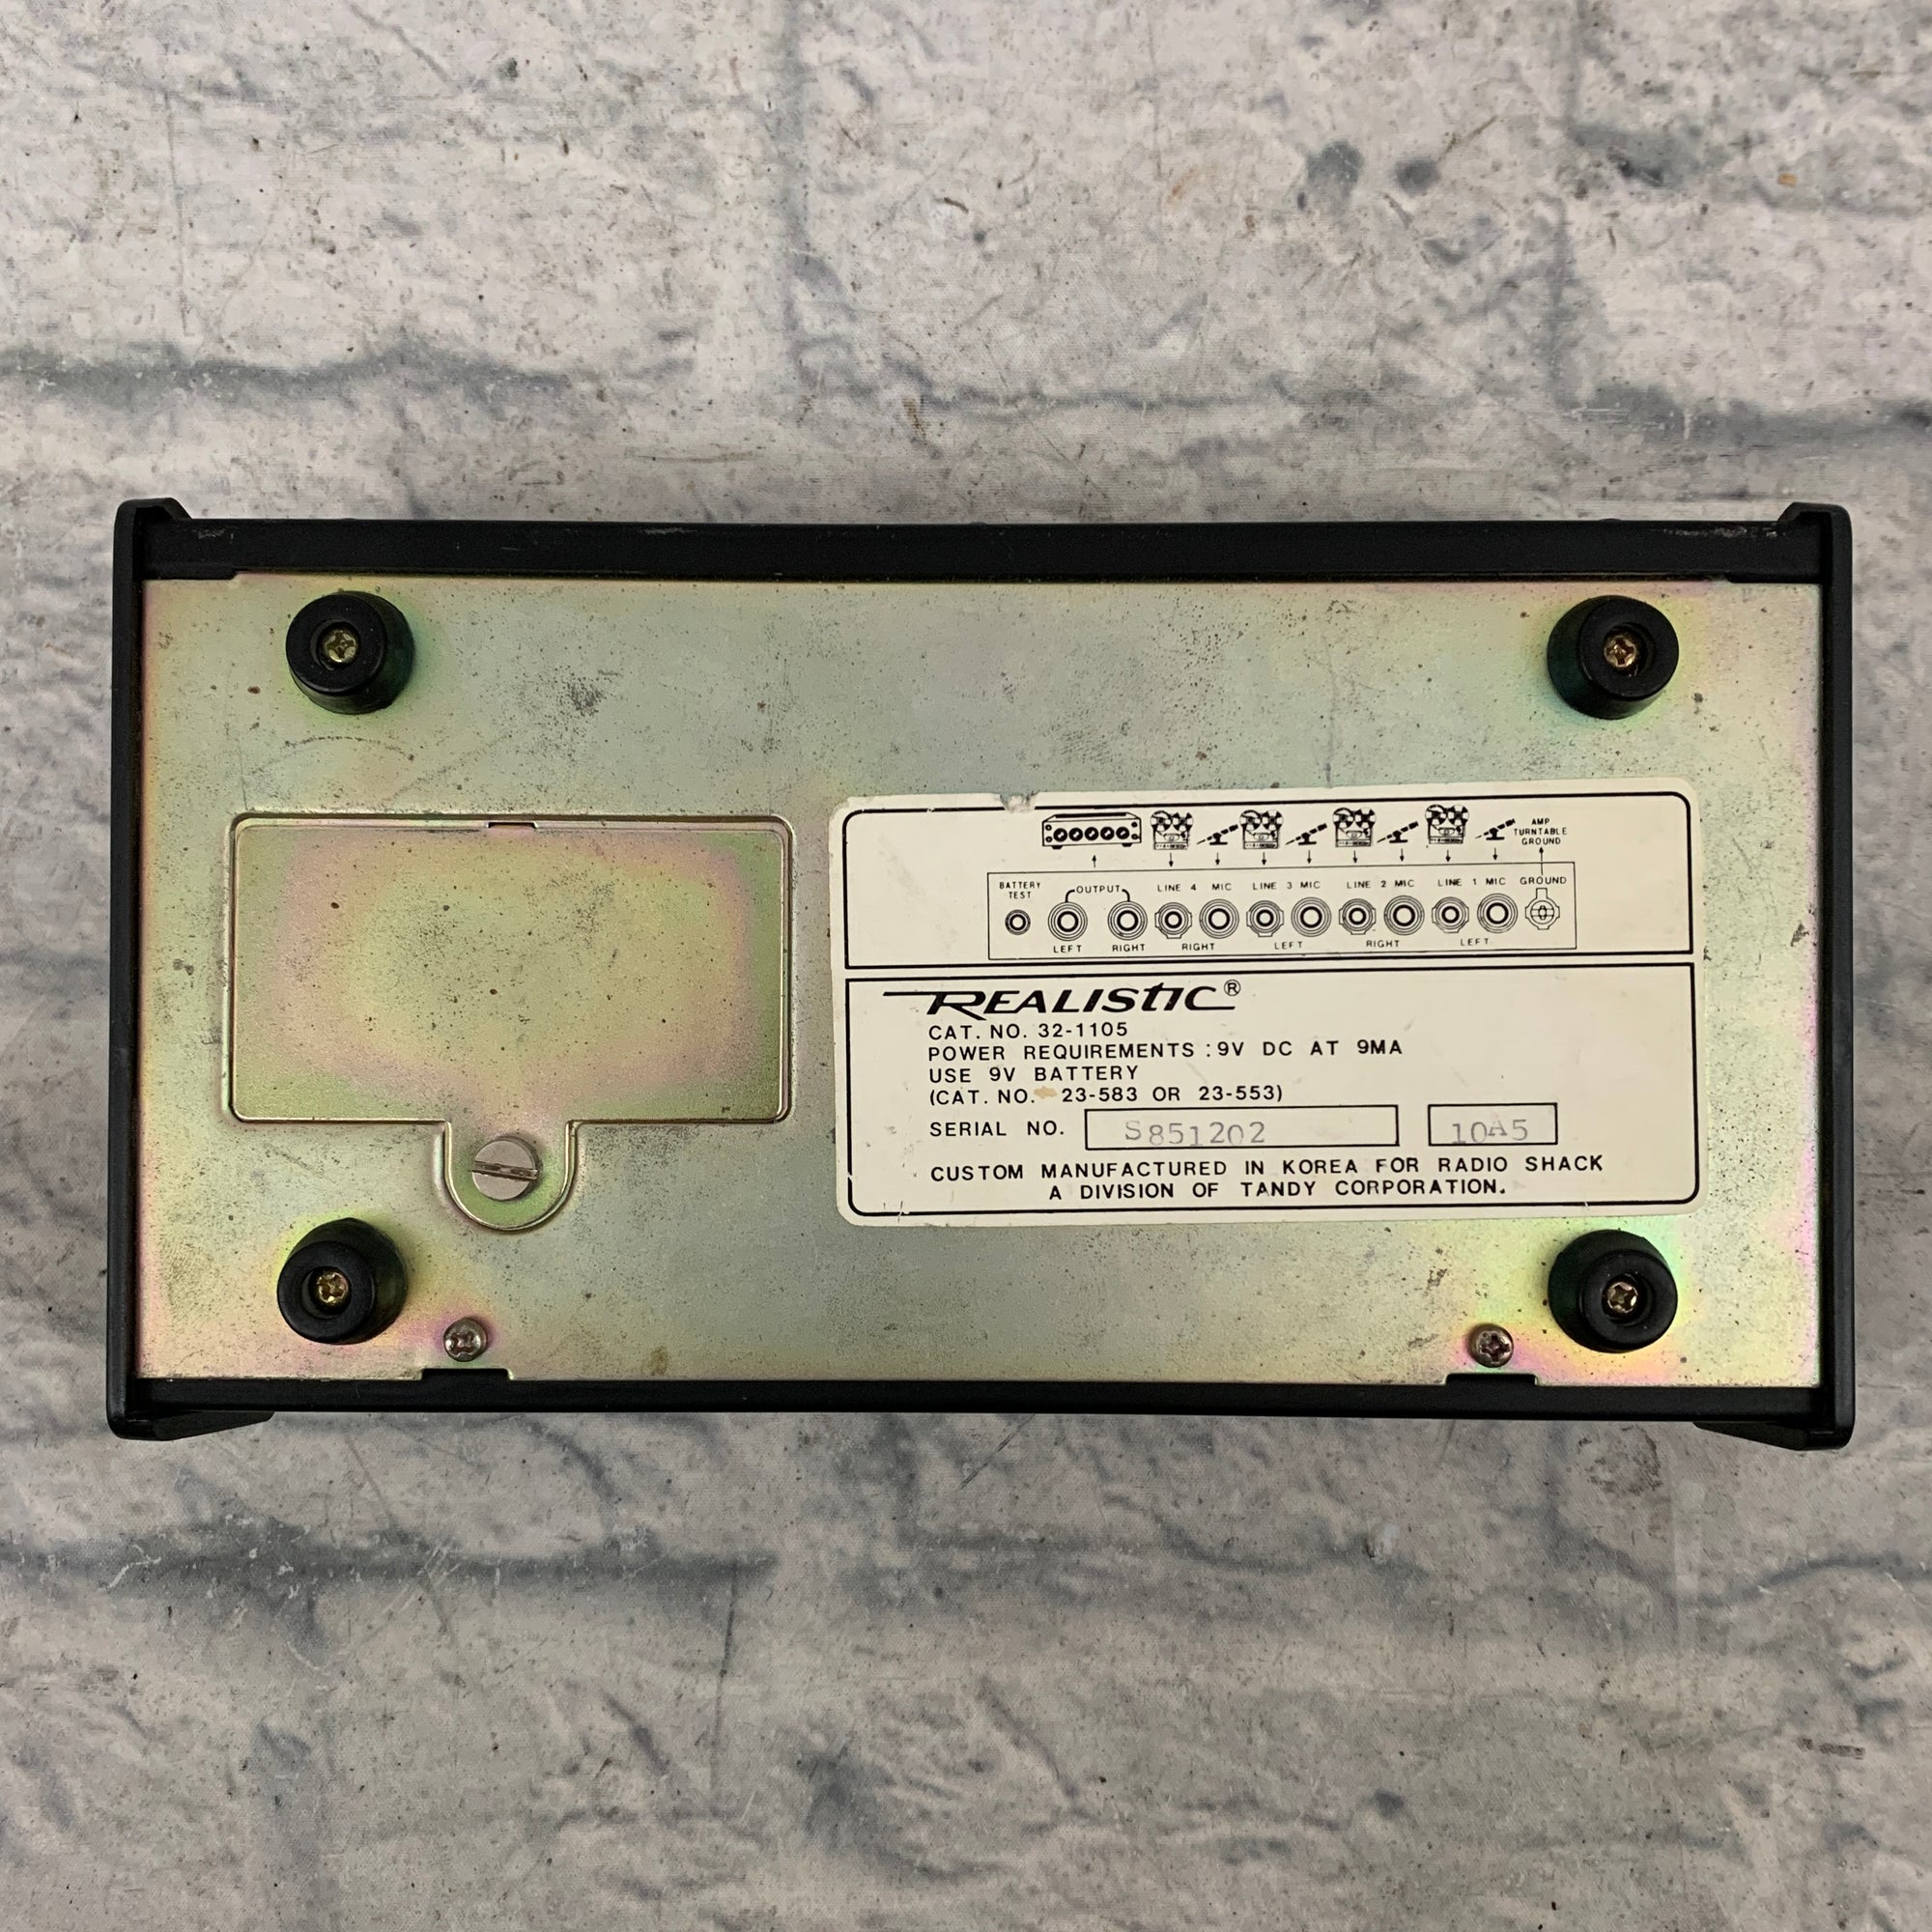 AMP
TURNTABLE
GROUND
BATTERY
TEST
OUTPUT
LINE 4 MIC LINE 3 MIC LINE 2 MIC LINE 1 MIC GROUND
LEFT RIGHT RIGHT LEFT RIGHT LEFT
REALISTIC®
CAT. NO. 32-1105
POWER REQUIREMENTS : 9V DC AT 9MA
USE 9V BATTERY
(CAT. NO. 23-583 OR 23-553)
SERIAL NO. S851202 10A5
CUSTOM MANUFACTURED IN KOREA FOR RADIO SHACK
A DIVISION OF TANDY CORPORATION.